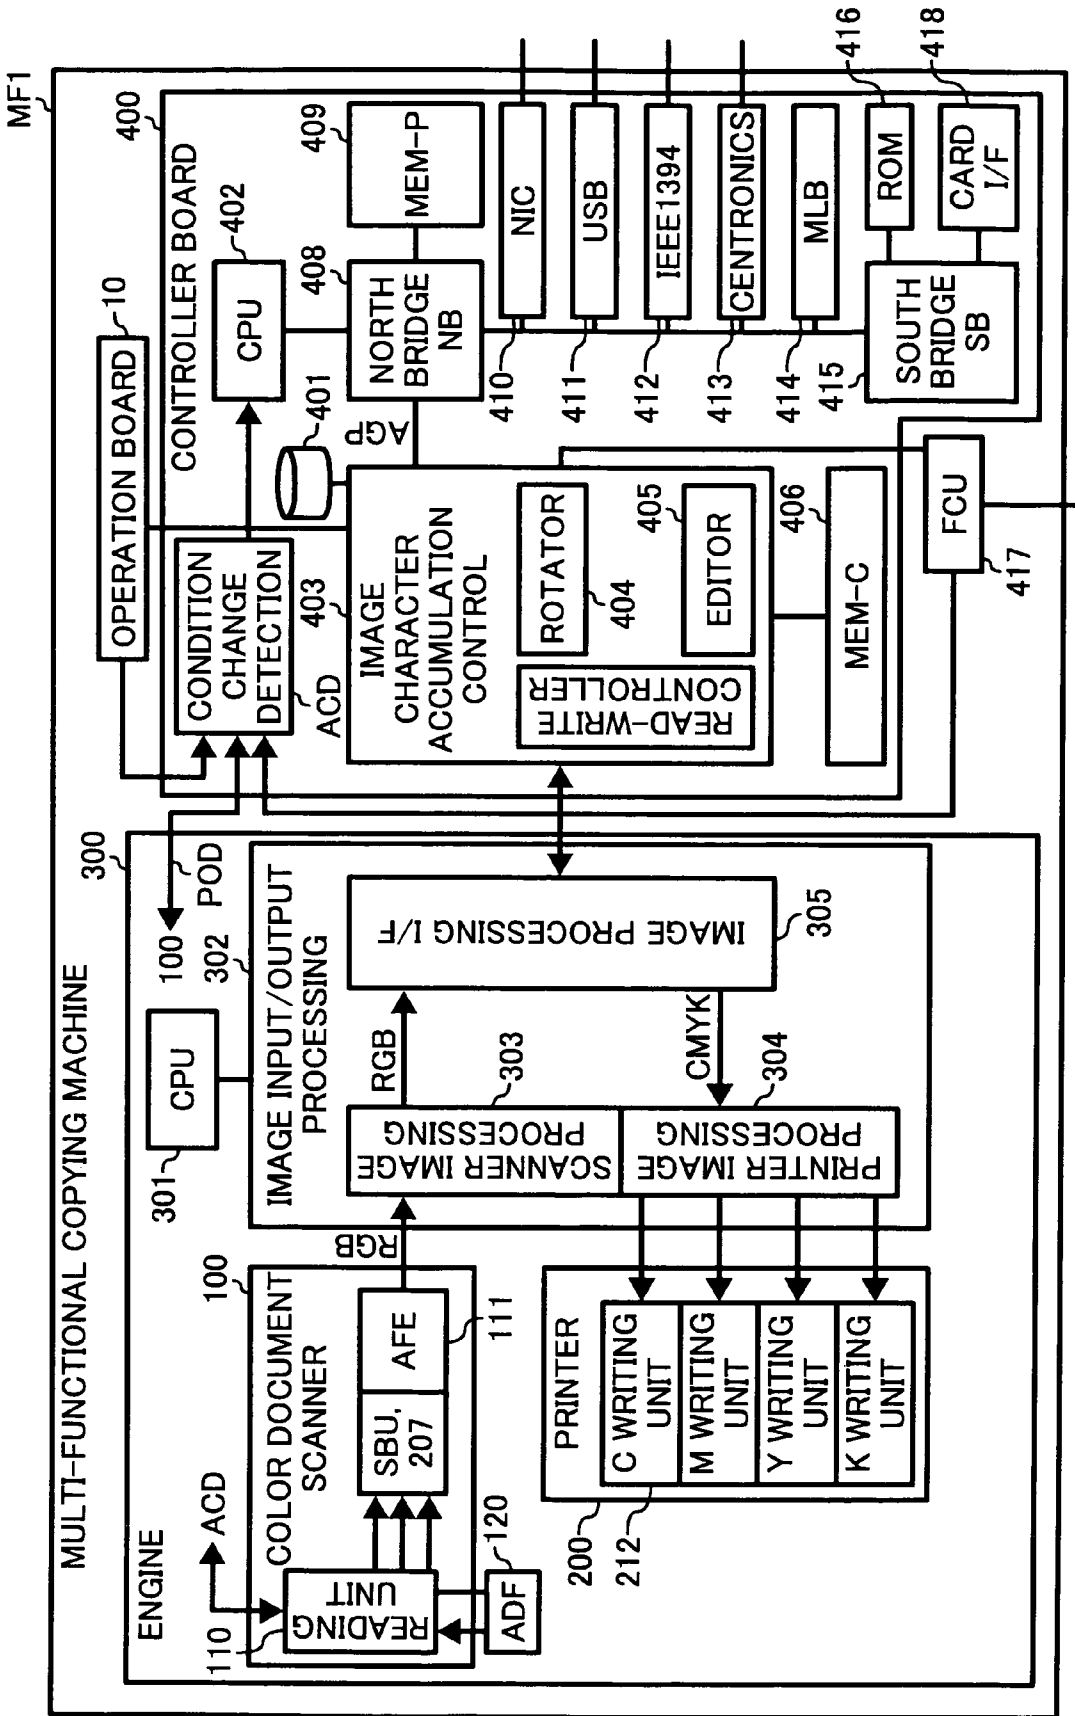 MF1
MULTI-FUNCTIONAL COPYING MACHINE
ENGINE
300
ACD
100
COLOR DOCUMENT
SCANNER
110
READING
UNIT
SBU,
207
AFE
111
ADF
120
RGB
PRINTER
200
212
C WRITING
UNIT
M WRITING
UNIT
Y WRITING
UNIT
K WRITING
UNIT
CPU
301
100
POD
302
IMAGE INPUT/OUTPUT
PROCESSING
SCANNER IMAGE
PROCESSING
303
RGB
PRINTER IMAGE
PROCESSING
304
CMYK
IMAGE PROCESSING I/F
305
OPERATION BOARD
10
CONTROLLER BOARD
400
CONDITION
CHANGE
DETECTION
ACD
CPU
402
401
403
IMAGE
CHARACTER
ACCUMULATION
CONTROL
READ-WRITE
CONTROLLER
ROTATOR
404
EDITOR
405
MEM-C
406
AGP
NORTH
BRIDGE
NB
408
MEM-P
409
NIC
410
USB
411
IEEE1394
412
CENTRONICS
413
MLB
414
415
SOUTH
BRIDGE
SB
ROM
416
CARD
I/F
418
FCU
417